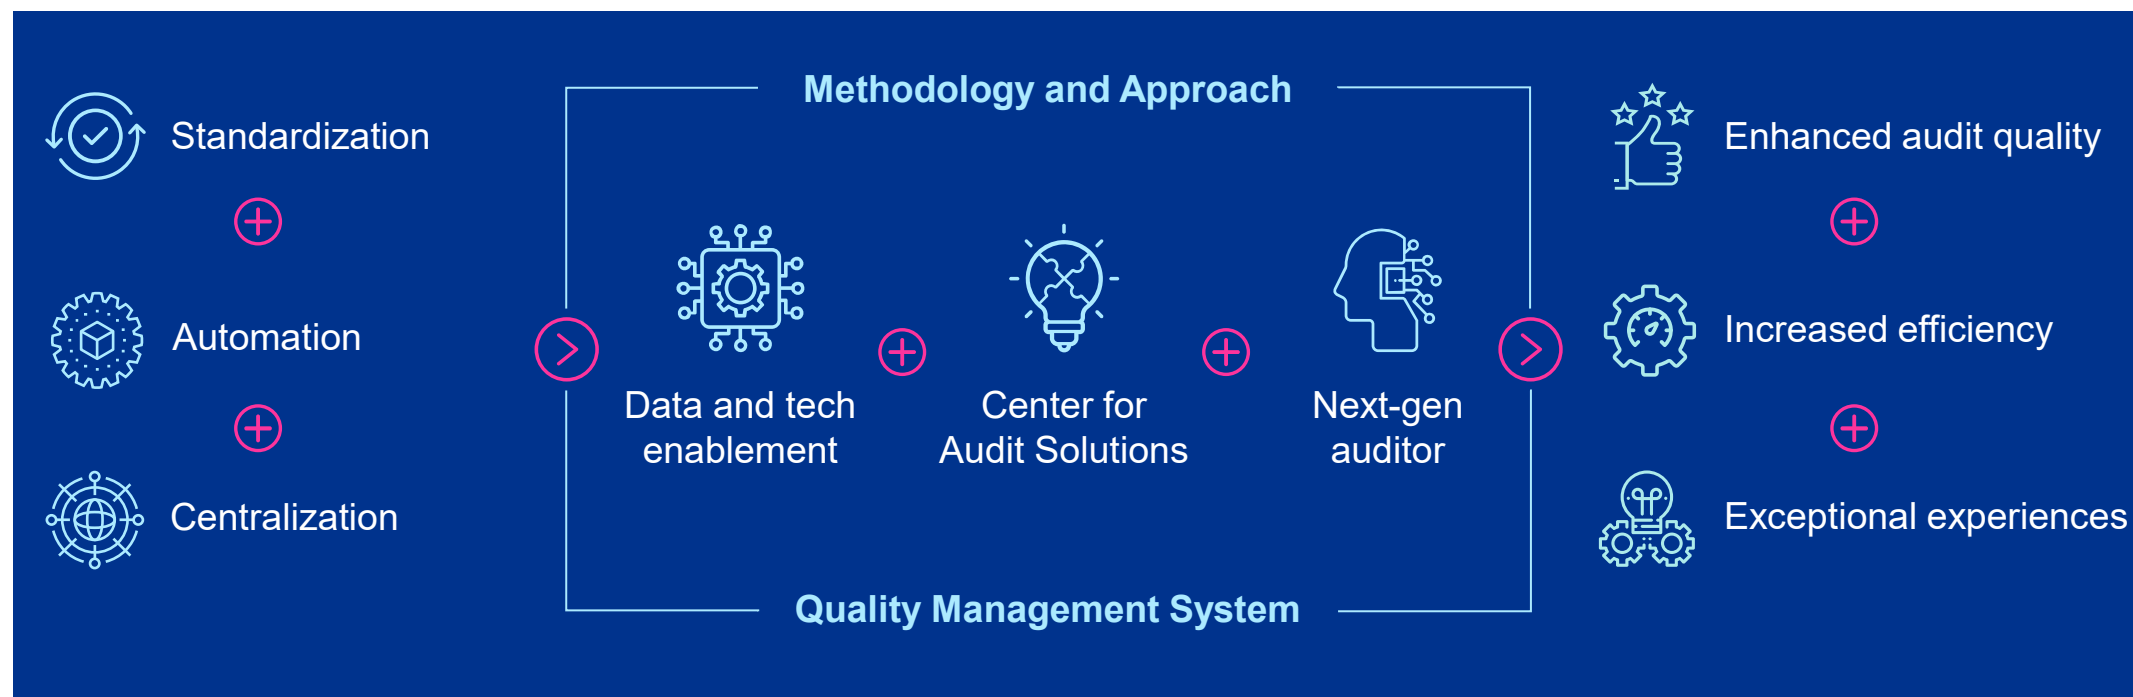 Standardization
Automation
Centralization
Methodology and Approach
Data and tech
enablement
Center for
Audit Solutions
Next-gen
auditor
Quality Management System
Enhanced audit quality
Increased efficiency
Exceptional experiences